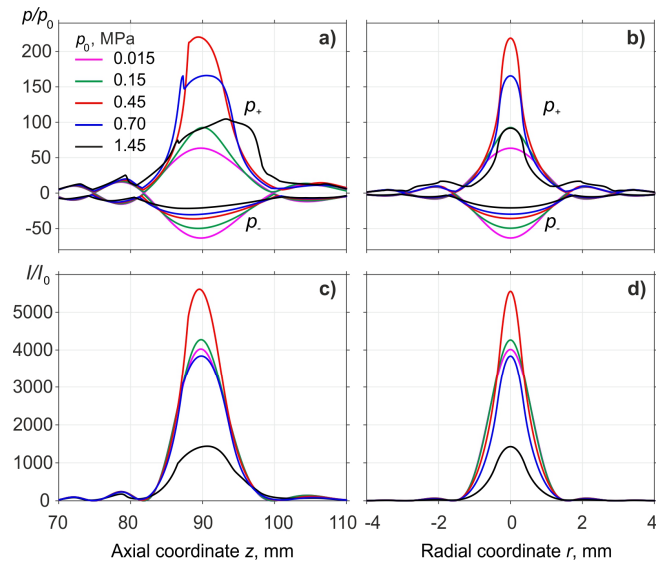 p/p0
p0, MPa
0.015
0.15
0.45
0.70
1.45
a)
p+
p-
200
150
100
50
0
-50
b)
p+
p-
I/I0
c)
5000
4000
3000
2000
1000
0
d)
70 80 90 100 110
-4 -2 0 2 4
Axial coordinate z, mm
Radial coordinate r, mm